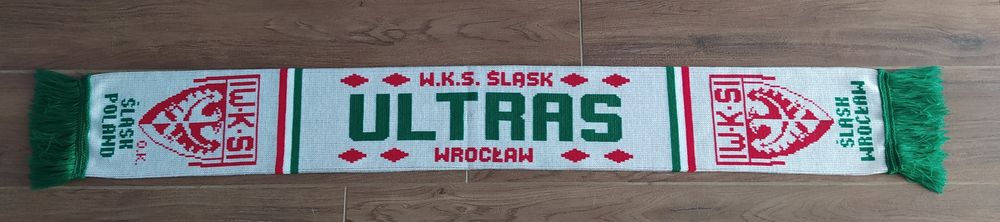 ŚLĄSK
POLAND
W·K·S
W.K.S. ŚLĄSK
ULTRAS
WROCŁAW
W·K·S
ŚLĄSK
WROCŁAW